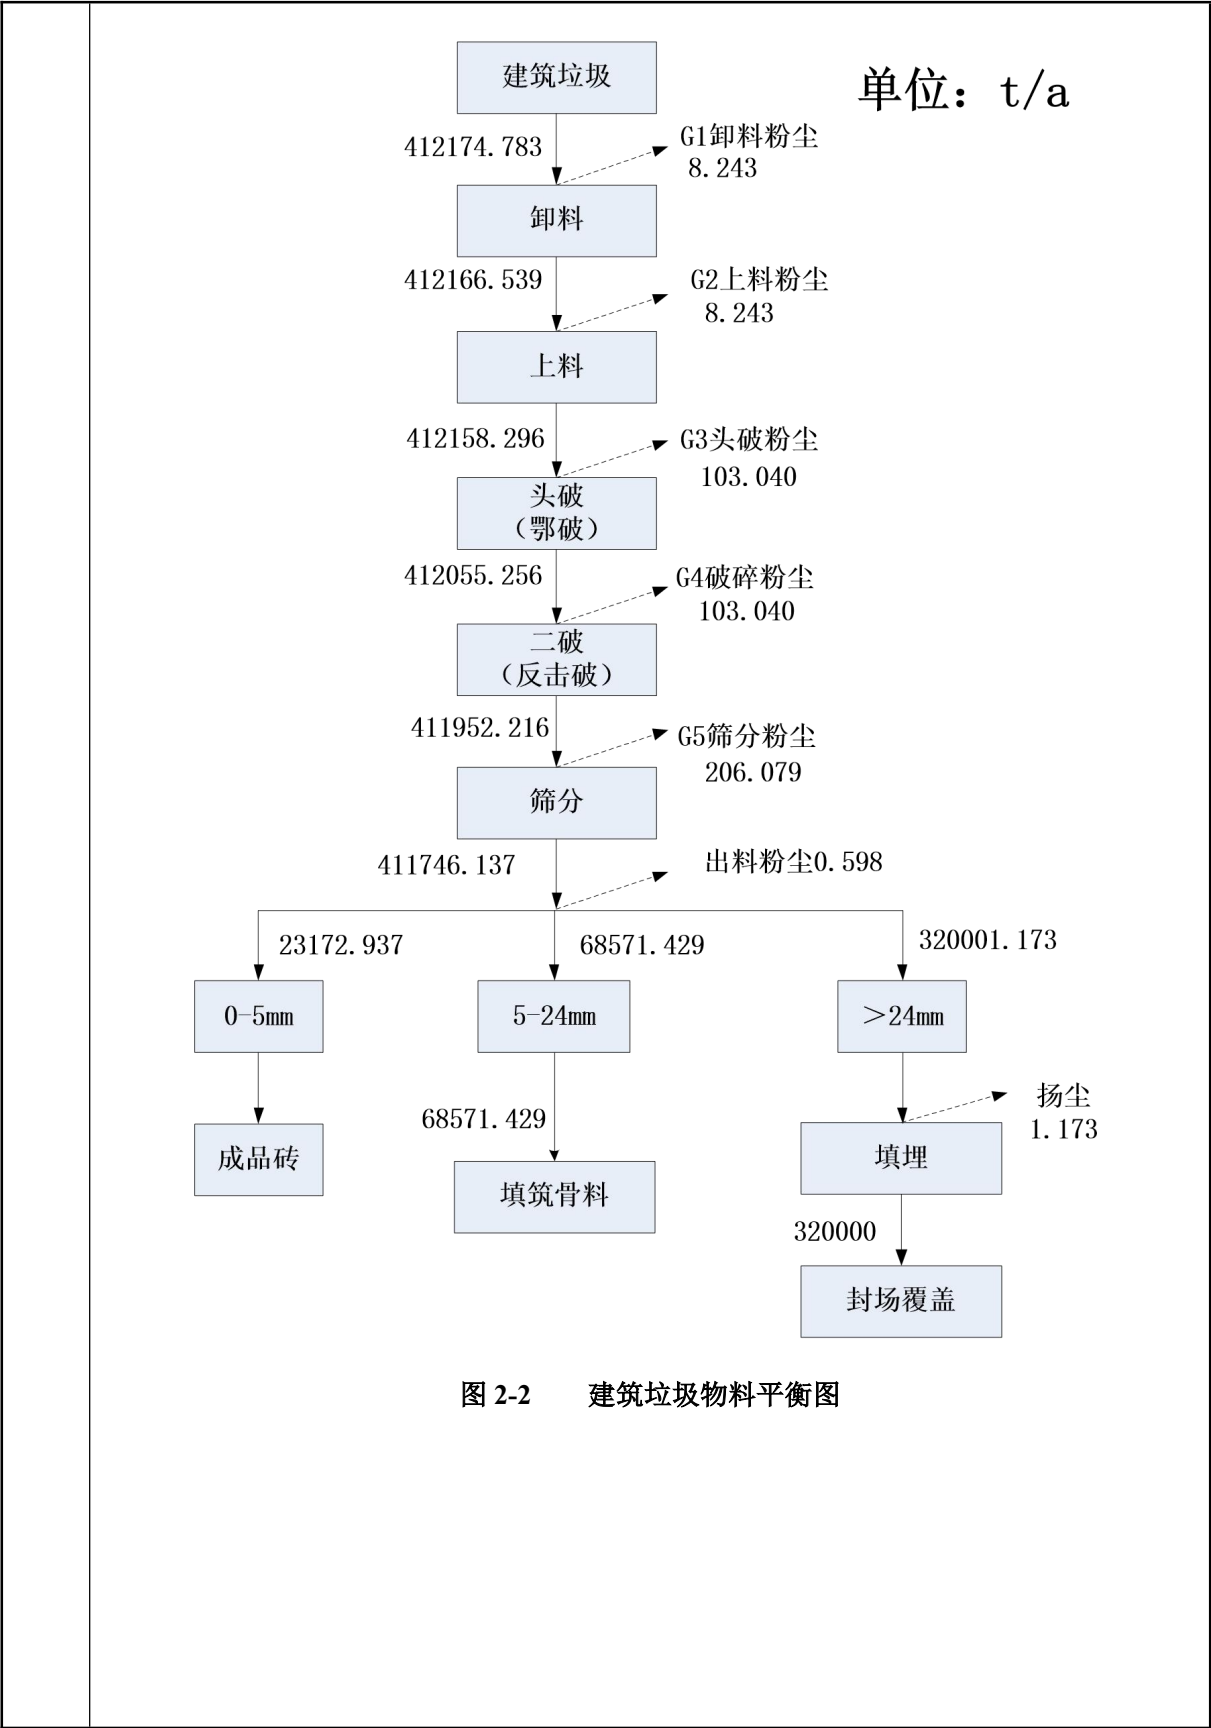 建筑垃圾
单位：t/a
412174.783
G1卸料粉尘
8.243
卸料
412166.539
G2上料粉尘
8.243
上料
412158.296
G3头破粉尘
103.040
头破
（鄂破）
412055.256
G4破碎粉尘
103.040
二破
（反击破）
411952.216
G5筛分粉尘
206.079
筛分
411746.137
出料粉尘0.598
23172.937
68571.429
320001.173
0-5mm
5-24mm
＞24mm
扬尘
1.173
68571.429
成品砖
填埋
填筑骨料
320000
封场覆盖
图 2-2 建筑垃圾物料平衡图